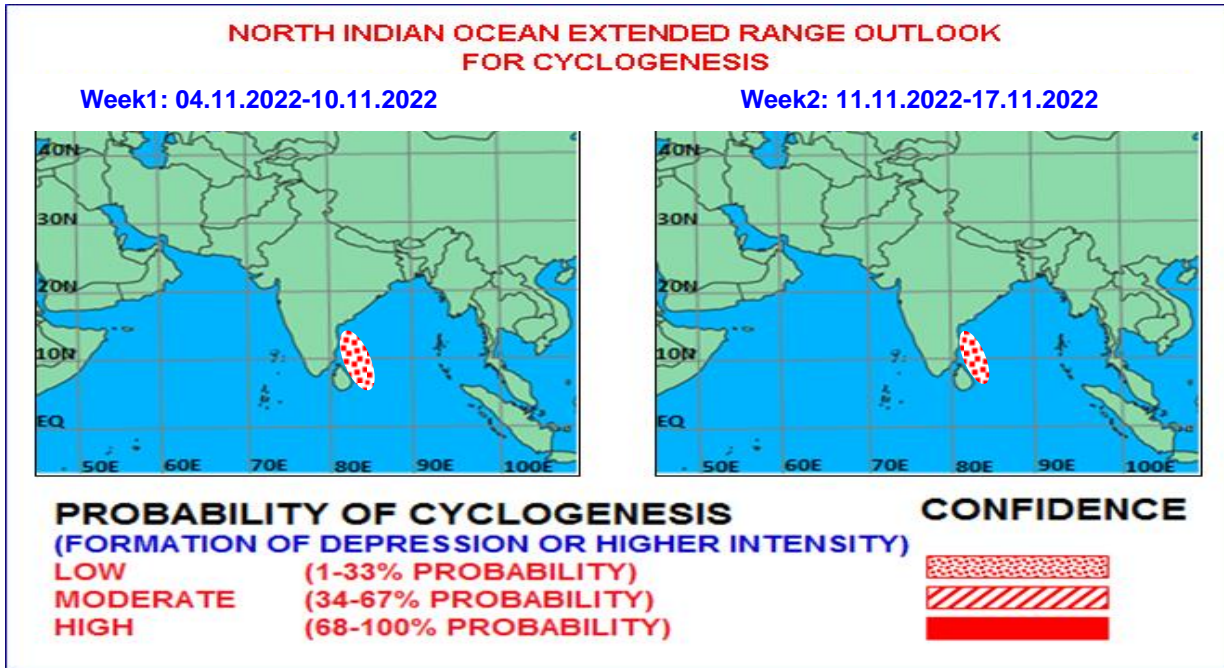 NORTH INDIAN OCEAN EXTENDED RANGE OUTLOOK
FOR CYCLOGENESIS
Week1: 04.11.2022-10.11.2022
Week2: 11.11.2022-17.11.2022
40N
30N
20N
10N
EQ
50E 60E 70E 80E 90E 100E
40N
30N
20N
10N
EQ
50E 60E 70E 80E 90E 100E
PROBABILITY OF CYCLOGENESIS
CONFIDENCE
(FORMATION OF DEPRESSION OR HIGHER INTENSITY)
LOW (1-33% PROBABILITY)
MODERATE (34-67% PROBABILITY)
HIGH (68-100% PROBABILITY)